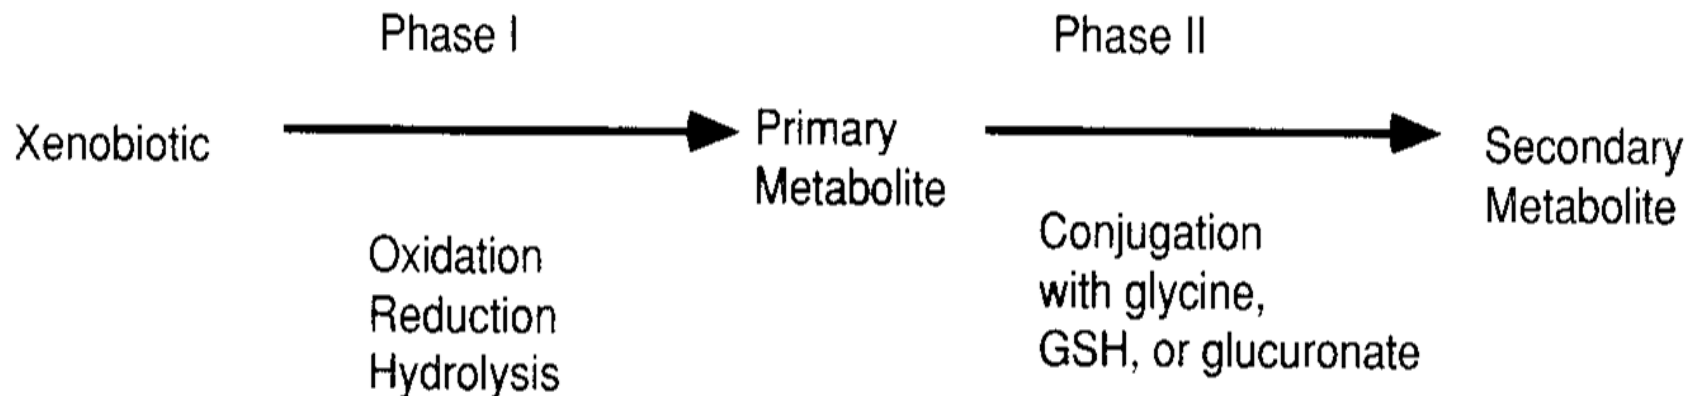 Phase I
Phase II
Xenobiotic
Primary
Metabolite
Secondary
Metabolite
Oxidation
Reduction
Hydrolysis
Conjugation
with glycine,
GSH, or glucuronate